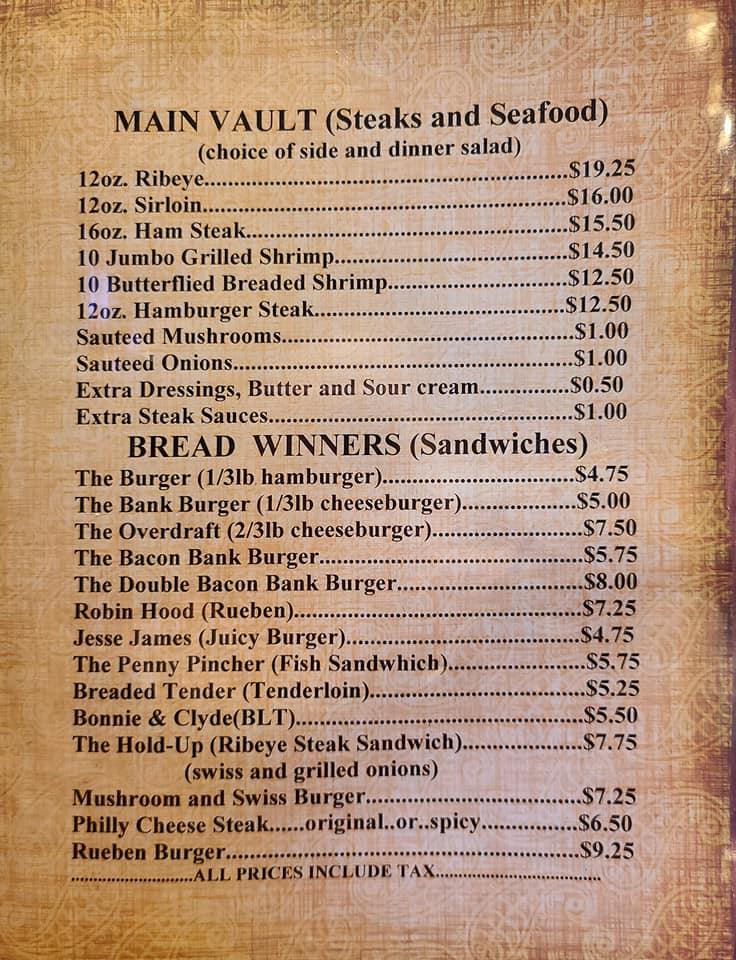 MAIN VAULT (Steaks and Seafood)
(choice of side and dinner salad)
12oz. Ribeye..................................................$19.25
12oz. Sirloin..................................................$16.00
16oz. Ham Steak............................................$15.50
10 Jumbo Grilled Shrimp................................$14.50
10 Butterflied Breaded Shrimp.........................$12.50
12oz. Hamburger Steak...................................$12.50
Sauteed Mushrooms.........................................$1.00
Sauteed Onions................................................$1.00
Extra Dressings, Butter and Sour cream...............$0.50
Extra Steak Sauces...........................................$1.00
BREAD WINNERS (Sandwiches)
The Burger (1/3lb hamburger)...............................$4.75
The Bank Burger (1/3lb cheeseburger)...................$5.00
The Overdraft (2/3lb cheeseburger).........................$7.50
The Bacon Bank Burger...........................................$5.75
The Double Bacon Bank Burger..............................$8.00
Robin Hood (Rueben)...............................................$7.25
Jesse James (Juicy Burger).......................................$4.75
The Penny Pincher (Fish Sandwhich).......................$5.75
Breaded Tender (Tenderloin)...................................$5.25
Bonnie & Clyde(BLT)..............................................$5.50
The Hold-Up (Ribeye Steak Sandwich)....................$7.75
(swiss and grilled onions)
Mushroom and Swiss Burger...................................$7.25
Philly Cheese Steak......original..or..spicy................$6.50
Rueben Burger.........................................................$9.25
...........................ALL PRICES INCLUDE TAX.....................................